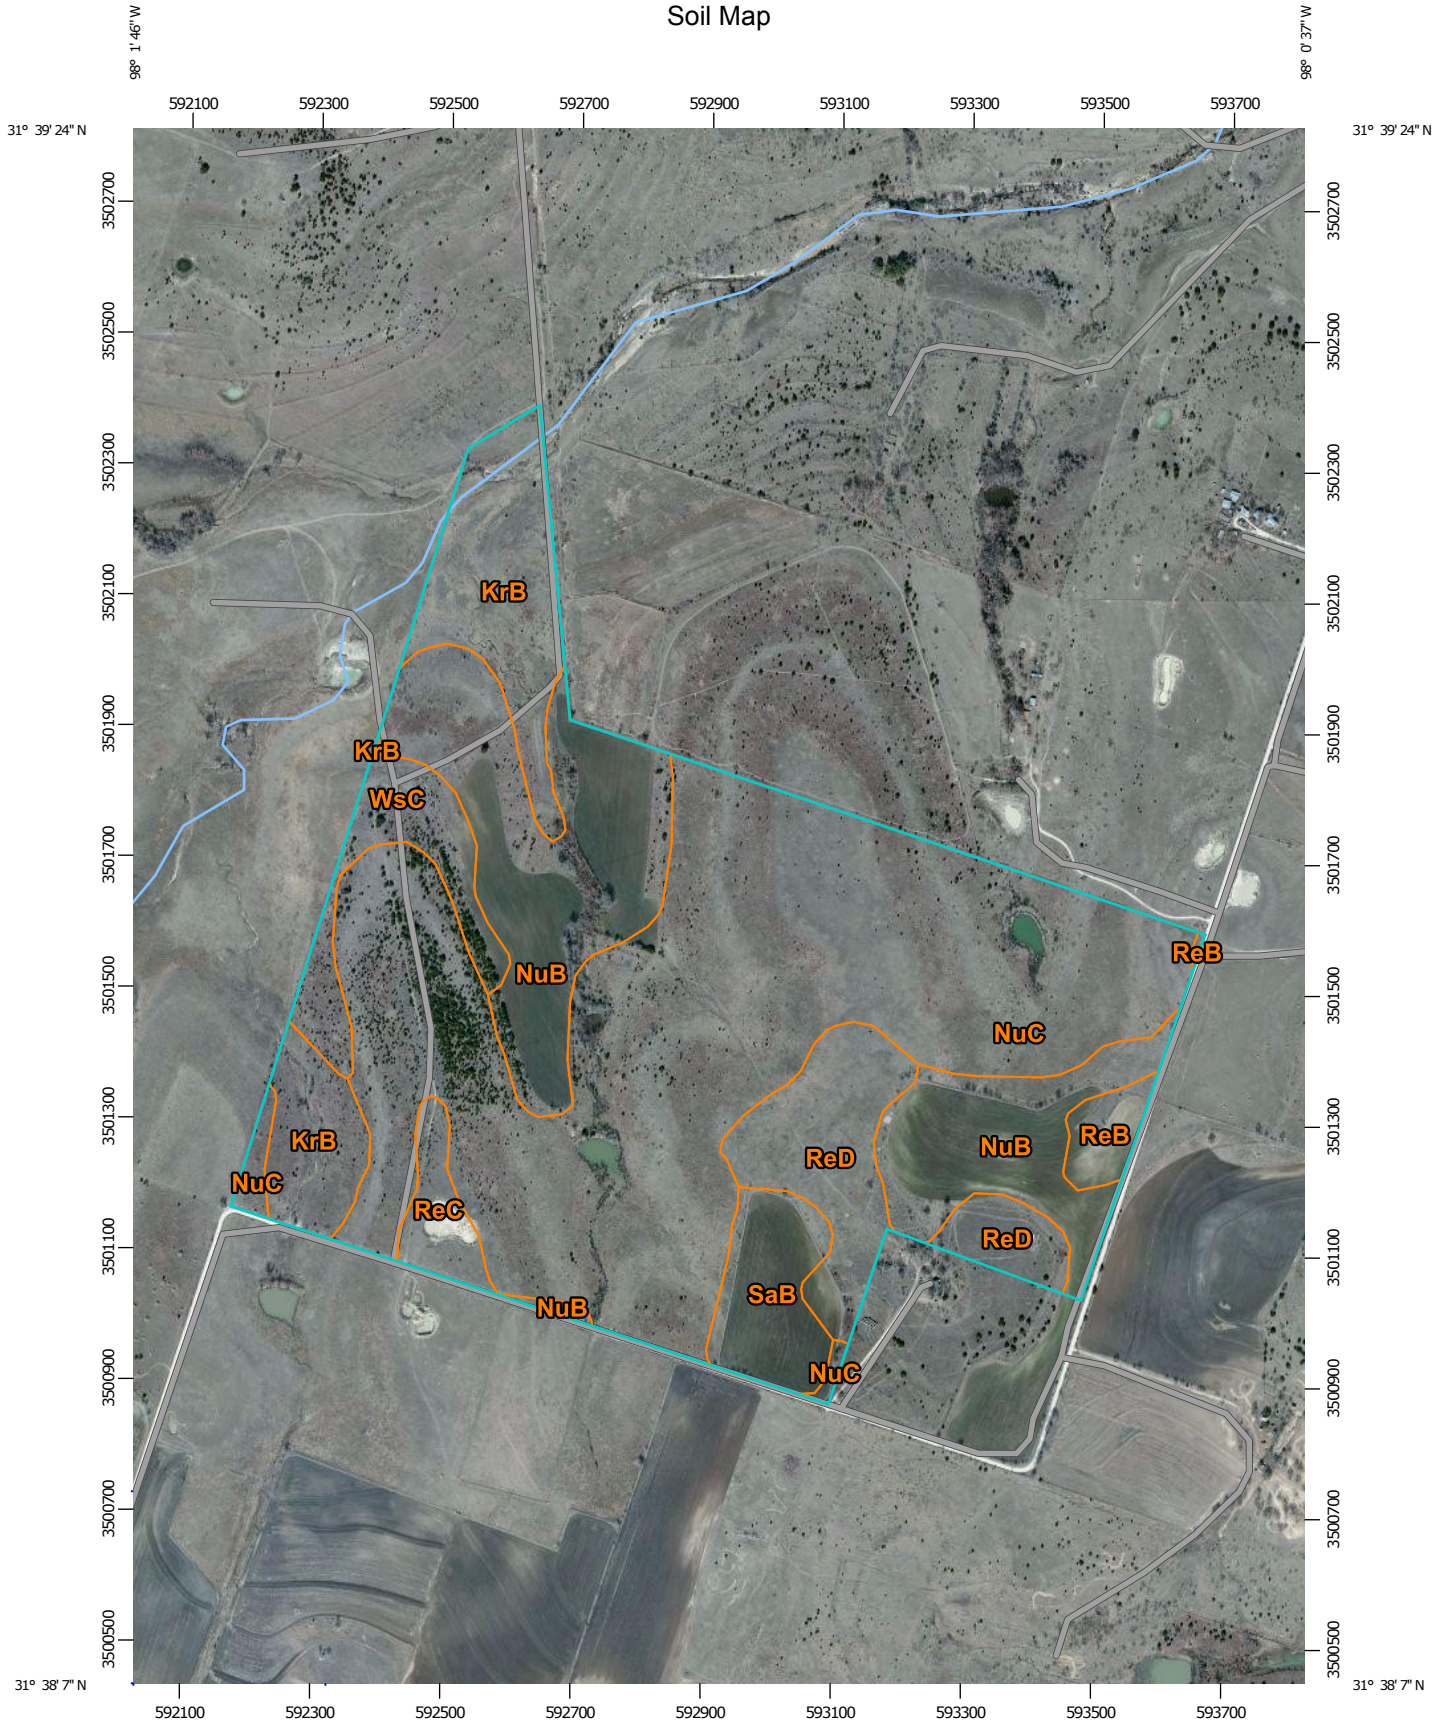 Soil Map
98° 1' 46'' W
98° 0' 37'' W
592100 592300 592500 592700 592900 593100 593300 593500 593700
31° 39' 24'' N
31° 39' 24'' N
3502700
3502700
3502500
3502500
3502300
3502300
3502100
3502100
KrB
3501900
3501900
KrB
WsC
3501700
3501700
ReB
NuB
3501500
3501500
NuC
3501300
3501300
KrB
ReD
NuB
ReB
NuC
ReC
3501100
3501100
ReD
SaB
NuB
3500900
3500900
NuC
3500700
3500700
3500500
3500500
31° 38' 7'' N
31° 38' 7'' N
592100 592300 592500 592700 592900 593100 593300 593500 593700